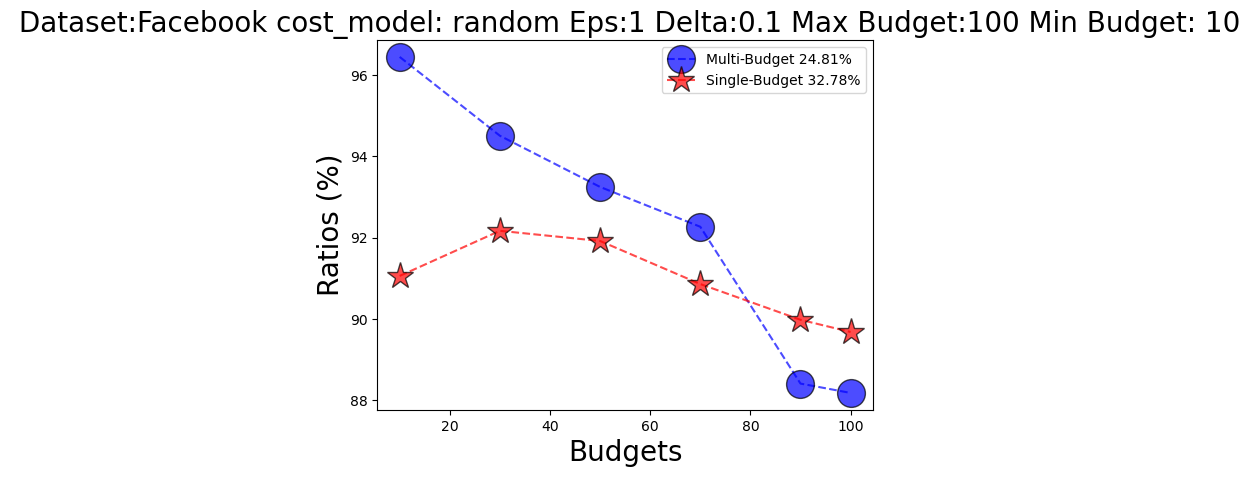 Dataset:Facebook cost_model: random Eps:1 Delta:0.1 Max Budget:100 Min Budget: 10
Multi-Budget 24.81%
Single-Budget 32.78%
Ratios (%)
96
94
92
90
88
20 40 60 80 100
Budgets